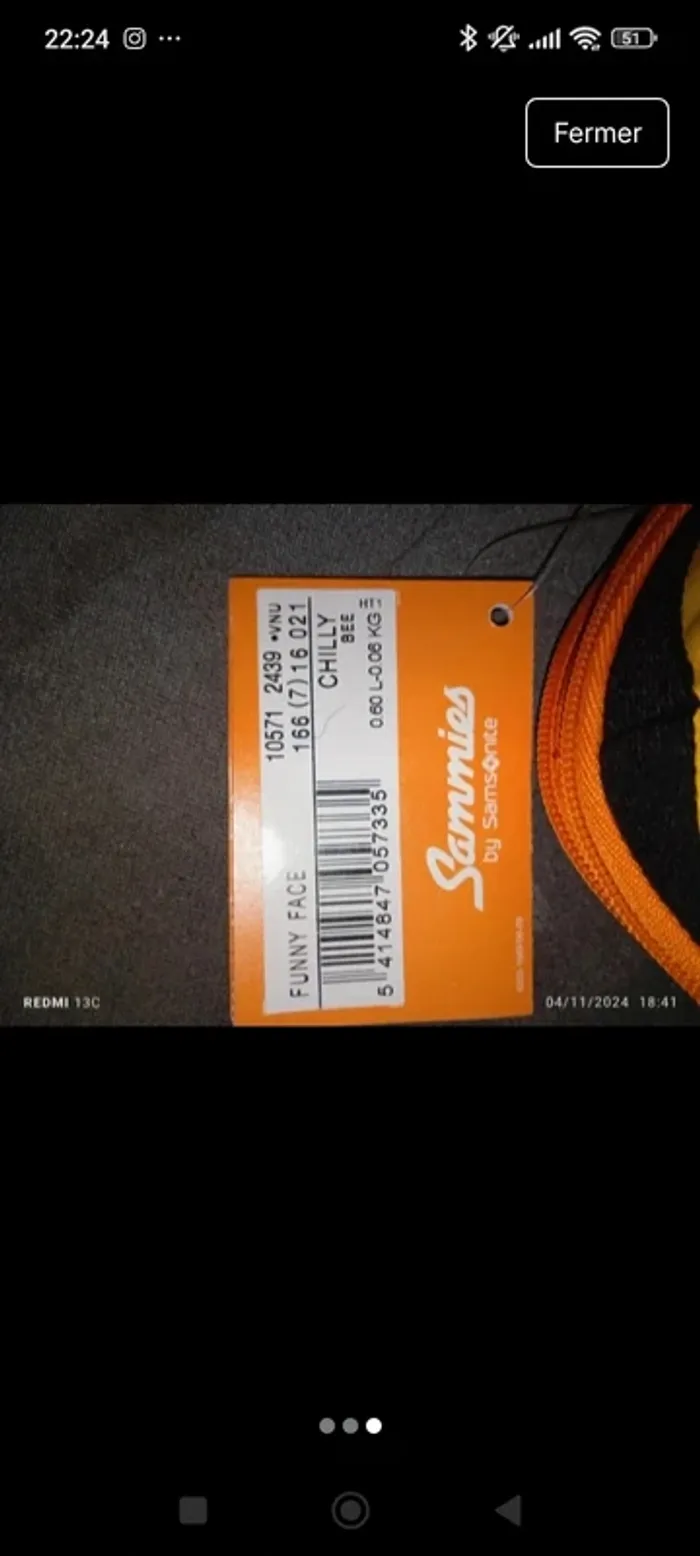 22:24
51
Fermer
FUNNY FACE
10571 2439 •VNU
166 (7) 16 021
CHILLY
BEE
0.60 L-0.06 KG
5 414847 057335
Sammies
by Samsonite
REDMI 13C
04/11/2024 18:41